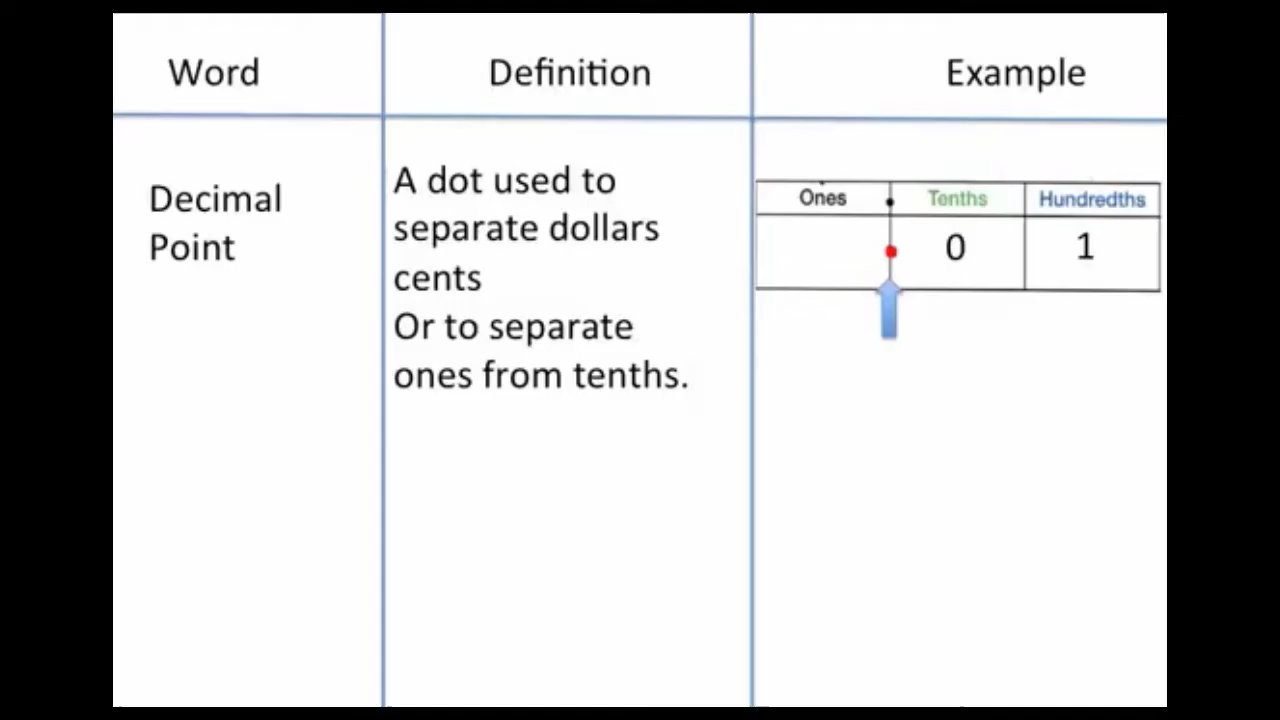 Word Definition Example
Decimal
Point
A dot used to
separate dollars
cents
Or to separate
ones from tenths.
Ones . Tenths Hundredths
. 0 1